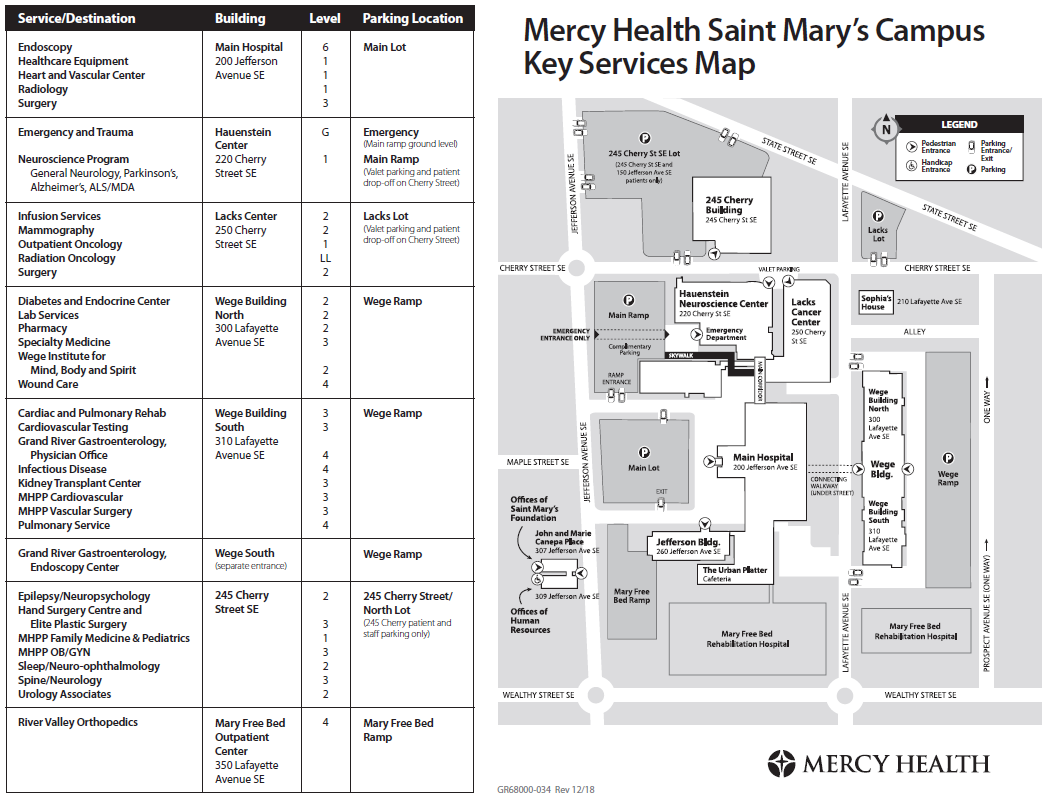 Service/Destination Building Level Parking Location
Endoscopy Main Hospital 6 Main Lot
Healthcare Equipment 200 Jefferson 1
Heart and Vascular Center Avenue SE 1
Radiology 1
Surgery 3
Emergency and Trauma Hauenstein G Emergency
Center (Main ramp ground level)
Neuroscience Program 220 Cherry 1 Main Ramp
General Neurology, Parkinson's, Street SE (Valet parking and patient
Alzheimer's, ALS/MDA drop-off on Cherry Street)
Infusion Services Lacks Center 2 Lacks Lot
Mammography 250 Cherry 2 (Valet parking and patient
Outpatient Oncology Street SE 1 drop-off on Cherry Street)
Radiation Oncology LL
Surgery 2
Diabetes and Endocrine Center Wege Building 2 Wege Ramp
Lab Services North 2
Pharmacy 300 Lafayette 2
Specialty Medicine Avenue SE 3
Wege Institute for
Mind, Body and Spirit 2
Wound Care 4
Cardiac and Pulmonary Rehab Wege Building 3 Wege Ramp
Cardiovascular Testing South 3
Grand River Gastroenterology, 310 Lafayette
Physician Office Avenue SE 4
Infectious Disease 4
Kidney Transplant Center 3
MHPP Cardiovascular 3
MHPP Vascular Surgery 3
Pulmonary Service 4
Grand River Gastroenterology, Wege South Wege Ramp
Endoscopy Center (separate entrance)
Epilepsy/Neuropsychology 245 Cherry 2 245 Cherry Street/
Hand Surgery Centre and Street SE North Lot
Elite Plastic Surgery 3 (245 Cherry patient and
MHPP Family Medicine & Pediatrics 1 staff parking only)
MHPP OB/GYN 3
Sleep/Neuro-ophthalmology 2
Spine/Neurology 3
Urology Associates 2
River Valley Orthopedics Mary Free Bed 4 Mary Free Bed
Outpatient Ramp
Center
350 Lafayette
Avenue SE
Mercy Health Saint Mary's Campus
Key Services Map
N
LEGEND
Pedestrian
Entrance
Handicap
Entrance
Parking
Entrance/
Exit
P Parking
P
245 Cherry St SE Lot
(245 Cherry St SE and
190 Jefferson Ave SE
patients only)
STATE STREET SE
JEFFERSON AVENUE SE
LAFAYETTE AVENUE SE
245 Cherry
Building
245 Cherry St SE
P
Lacks
Lot
STATE STREET SE
CHERRY STREET SE
VALET PARKING
CHERRY STREET SE
P
Main Ramp
Hauenstein
Neuroscience Center
220 Cherry St SE
Lacks
Cancer
Center
250 Cherry
St SE
Sophia's
House
210 Lafayette Ave SE
EMERGENCY
ENTRANCE ONLY
Emergency
Department
ALLEY
Complimentary
Parking
SKYWALK
MAIN CORRIDOR
RAMP
ENTRANCE
ONE WAY
Wege
Building
North
300
Lafayette
Ave SE
JEFFERSON AVENUE SE
MAPLE STREET SE
P
Main Lot
EXIT
Main Hospital
200 Jefferson Ave SE
CONNECTING
WALKWAY
(UNDER STREET)
Wege
Bldg.
P
Wege
Ramp
Wege
Building
South
310
Lafayette
Ave SE
Offices of
Saint Mary's
Foundation
John and Marie
Canepa Place
307 Jefferson Ave SE
Jefferson Bldg.
260 Jefferson Ave SE
The Urban Platter
Cafeteria
309 Jefferson Ave SE
Offices of
Human
Resources
Mary Free
Bed Ramp
Mary Free Bed
Rehabilitation Hospital
LAFAYETTE AVENUE SE
Mary Free Bed
Rehabilitation Hospital
PROSPECT AVENUE SE (ONE WAY)
WEALTHY STREET SE
WEALTHY STREET SE
MERCY HEALTH
GR68000-034 Rev 12/18